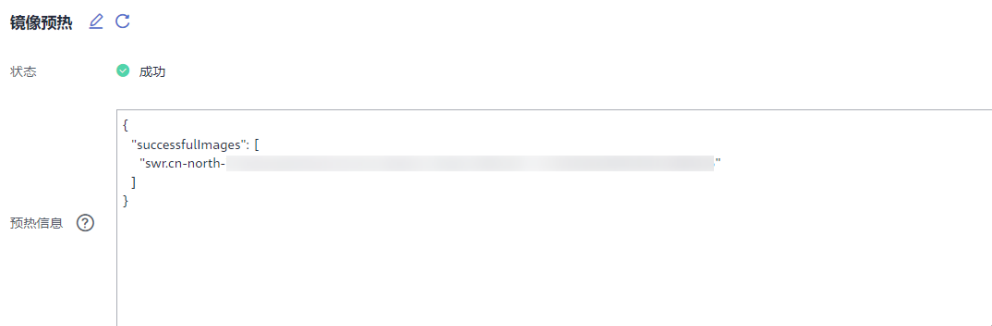 镜像预热
状态 成功
{
"successfulImages": [
"swr.cn-north- "
]
}
预热信息 ?